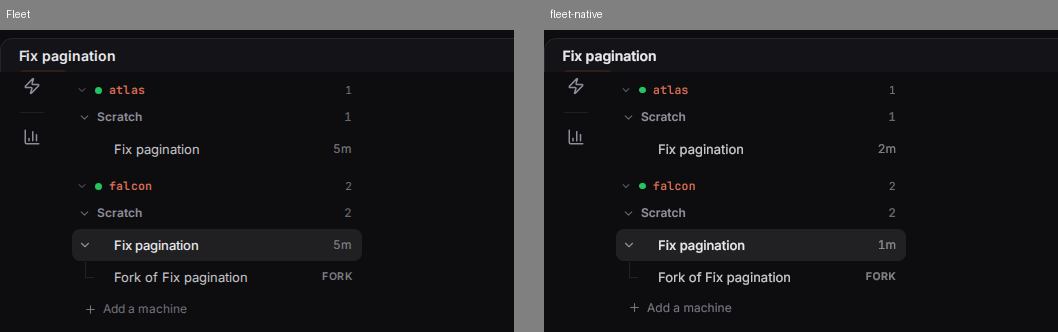 Fleet
Fix pagination
atlas 1
Scratch 1
Fix pagination 5m
falcon 2
Scratch 2
Fix pagination 5m
Fork of Fix pagination FORK
Add a machine
fleet-native
Fix pagination
atlas 1
Scratch 1
Fix pagination 2m
falcon 2
Scratch 2
Fix pagination 1m
Fork of Fix pagination FORK
Add a machine